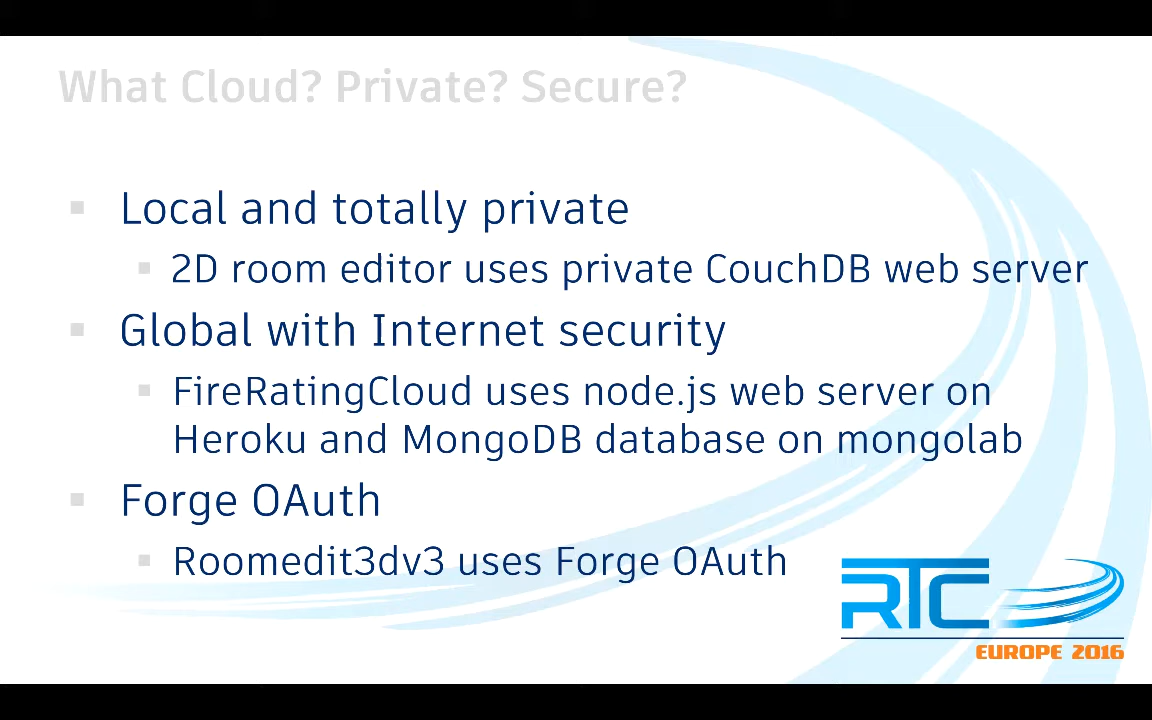 What Cloud? Private? Secure?
Local and totally private
2D room editor uses private CouchDB web server
Global with Internet security
FireRatingCloud uses node.js web server on
Heroku and MongoDB database on mongolab
Forge OAuth
Roomedit3dv3 uses Forge OAuth
RTC
EUROPE 2016